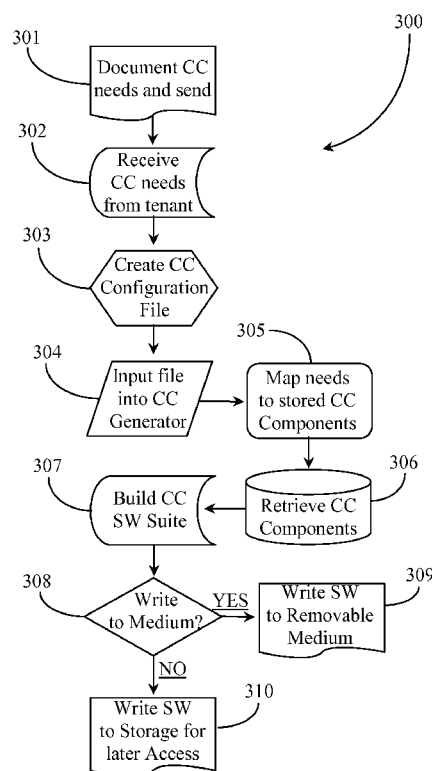 300
301
Document CC
needs and send
302
Receive
CC needs
from tenant
303
Create CC
Configuration
File
304
Input file
into CC
Generator
305
Map needs
to stored CC
Components
306
Retrieve CC
Components
307
Build CC
SW Suite
308
Write
to Medium?
YES
309
Write SW
to Removable
Medium
NO
310
Write SW
to Storage for
later Access